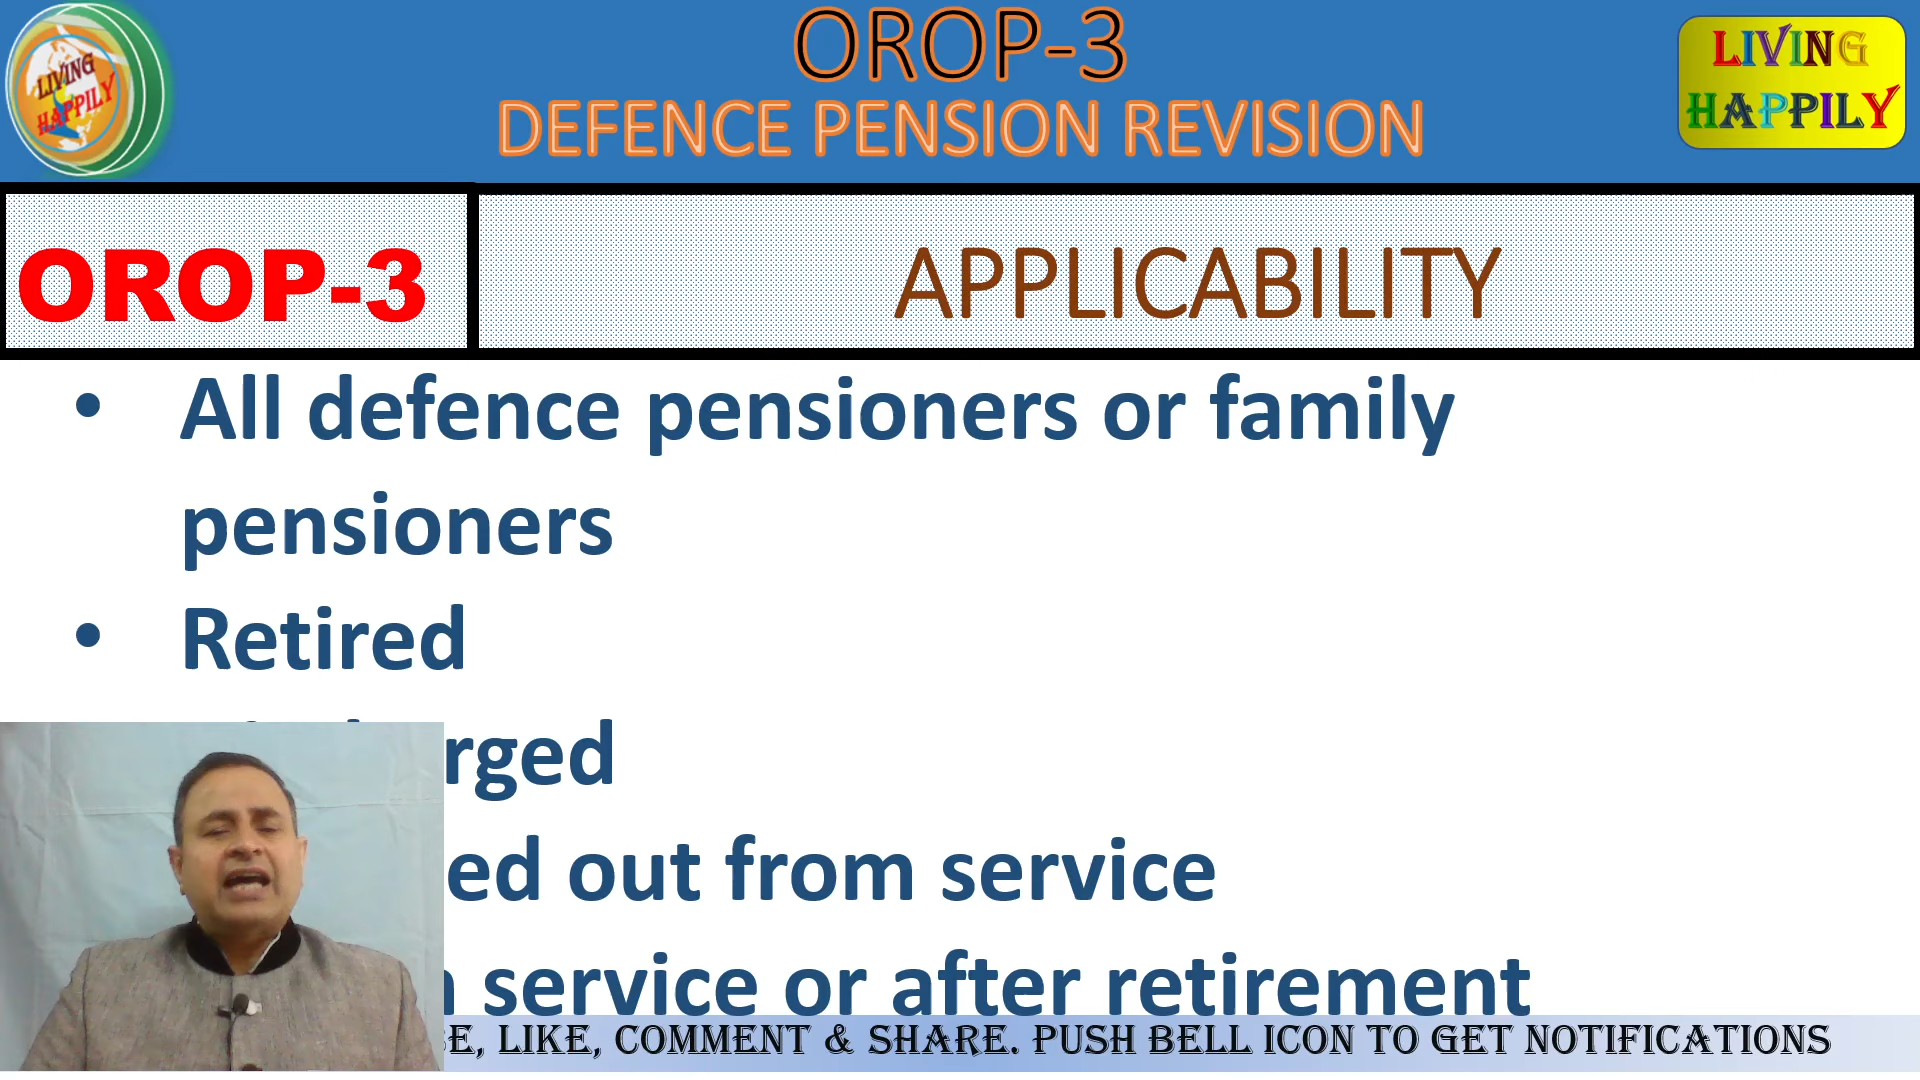 LIVING
HAPPILY
OROP-3
DEFENCE PENSION REVISION
LIVING
HAPPILY
OROP-3
APPLICABILITY
• All defence pensioners or family
pensioners
• Retired
rged
ed out from service
service or after retirement
E, LIKE, COMMENT & SHARE. PUSH BELL ICON TO GET NOTIFICATIONS